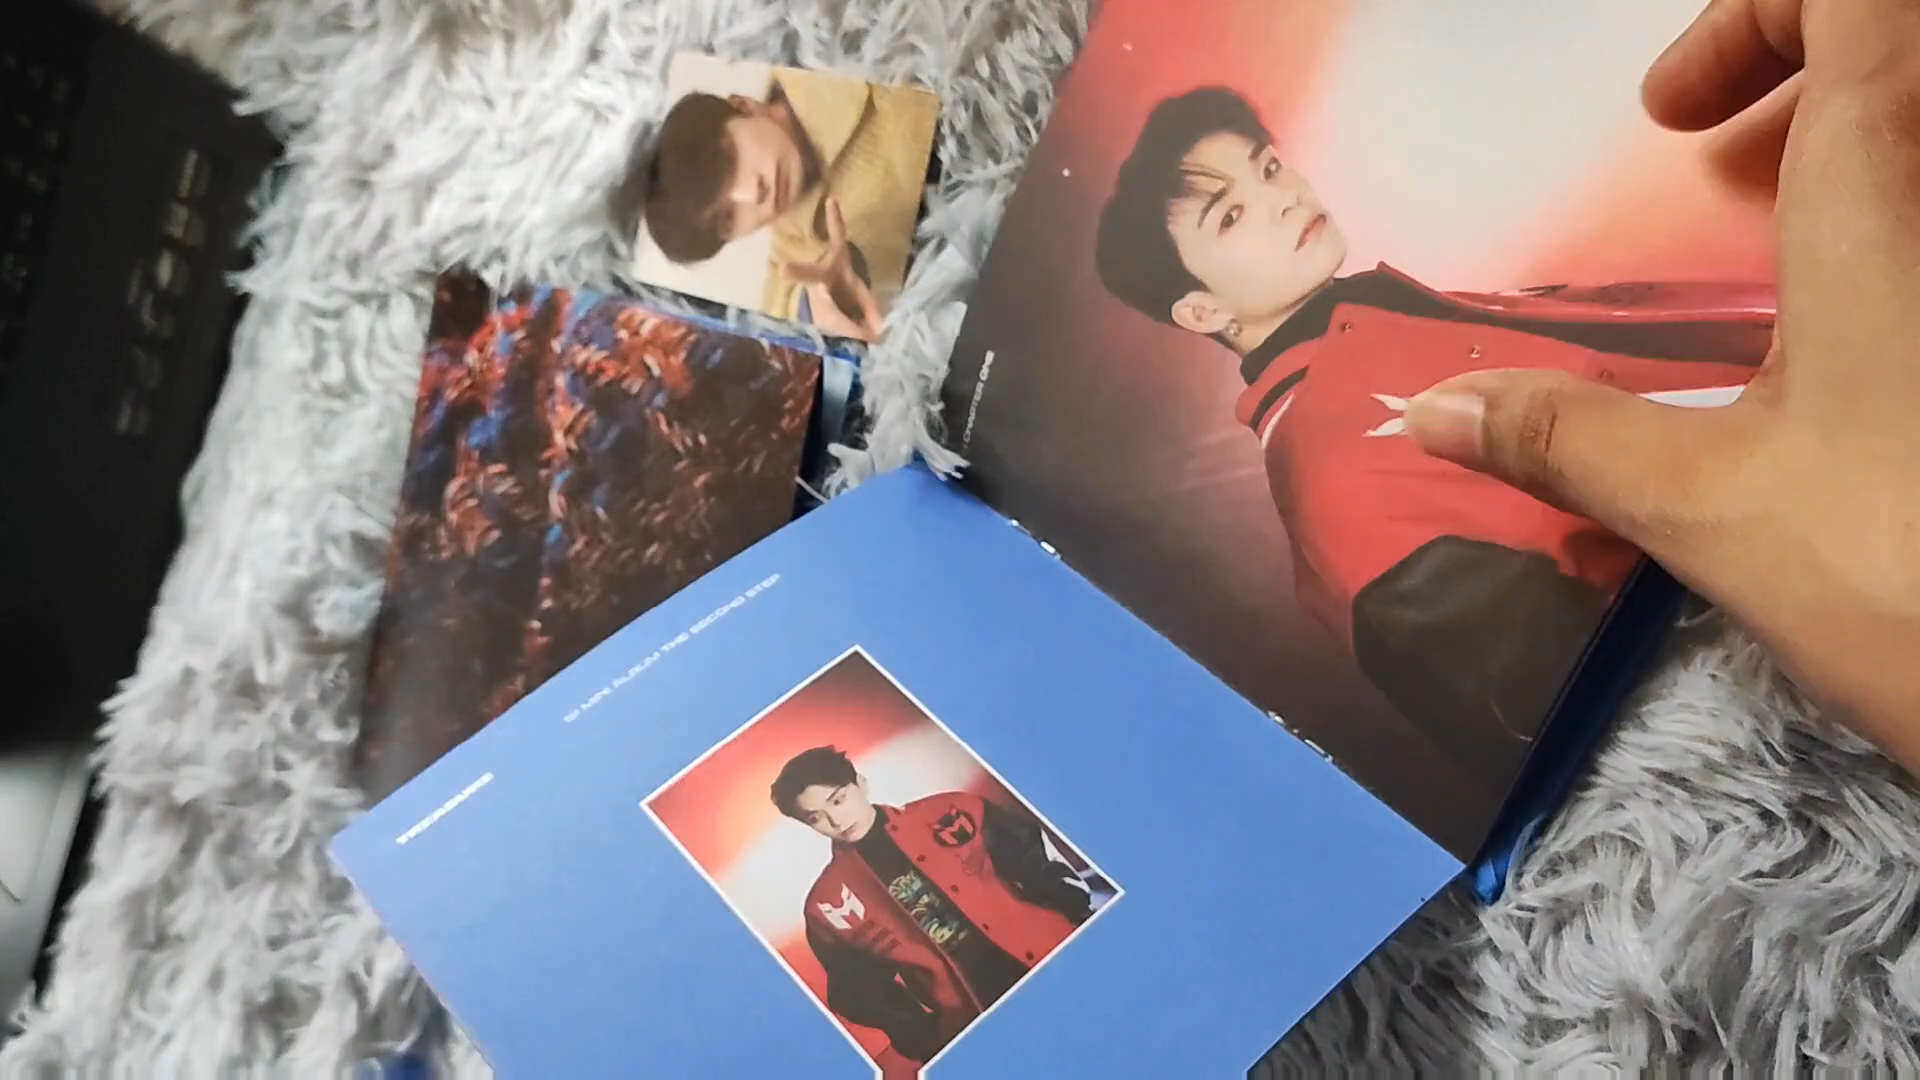 TREASURE
1ST MINI ALBUM THE SECOND STEP
: CHAPTER ONE
M